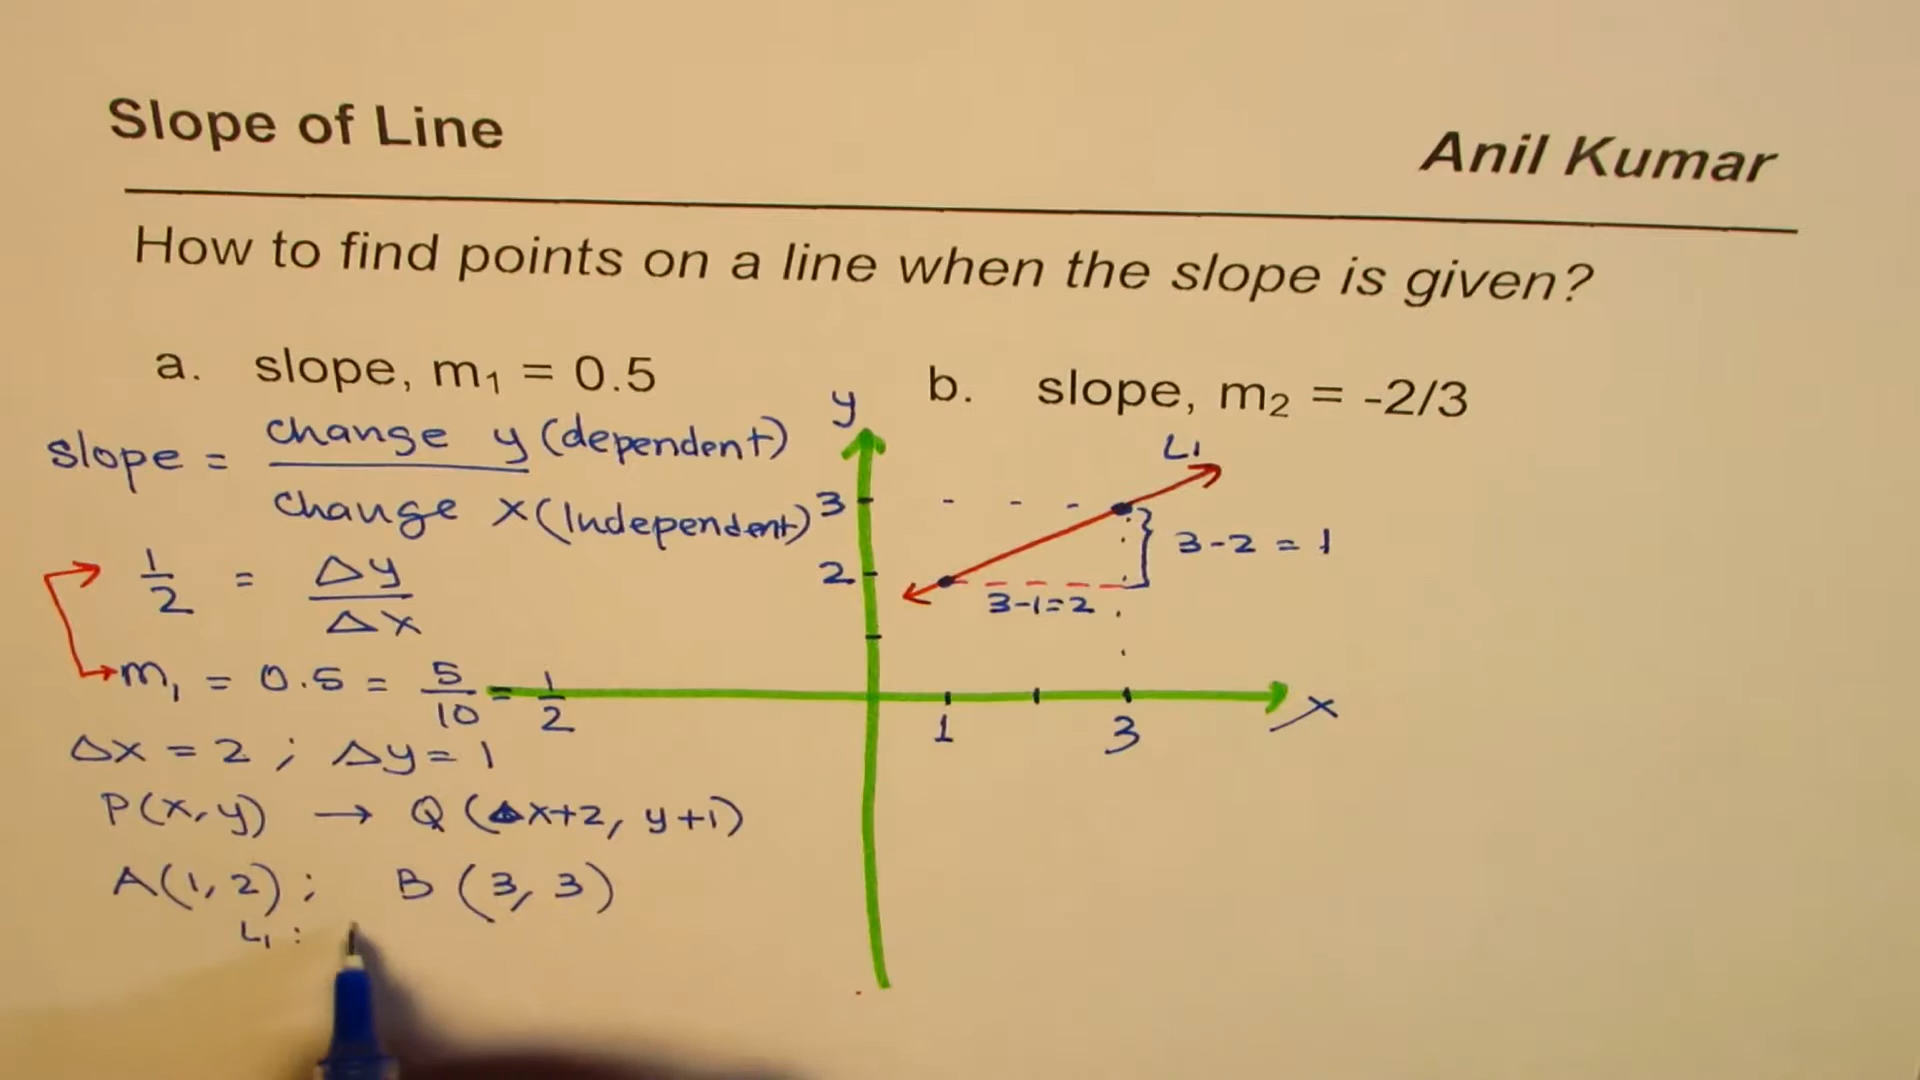 Slope of Line
Anil Kumar
How to find points on a line when the slope is given?
a. slope, m₁ = 0.5
b. slope, m₂ = -2/3
slope = change y (dependent)
change x (Independent)
1/2 = Δy/Δx
m₁ = 0.5 = 5/10 = 1/2
Δx = 2 ; Δy = 1
P(x, y) → Q (x+2, y+1)
A(1, 2) ; B (3, 3)
L₁ :
y
L₁
3
3-2 = 1
2
3-1=2
x
1
3